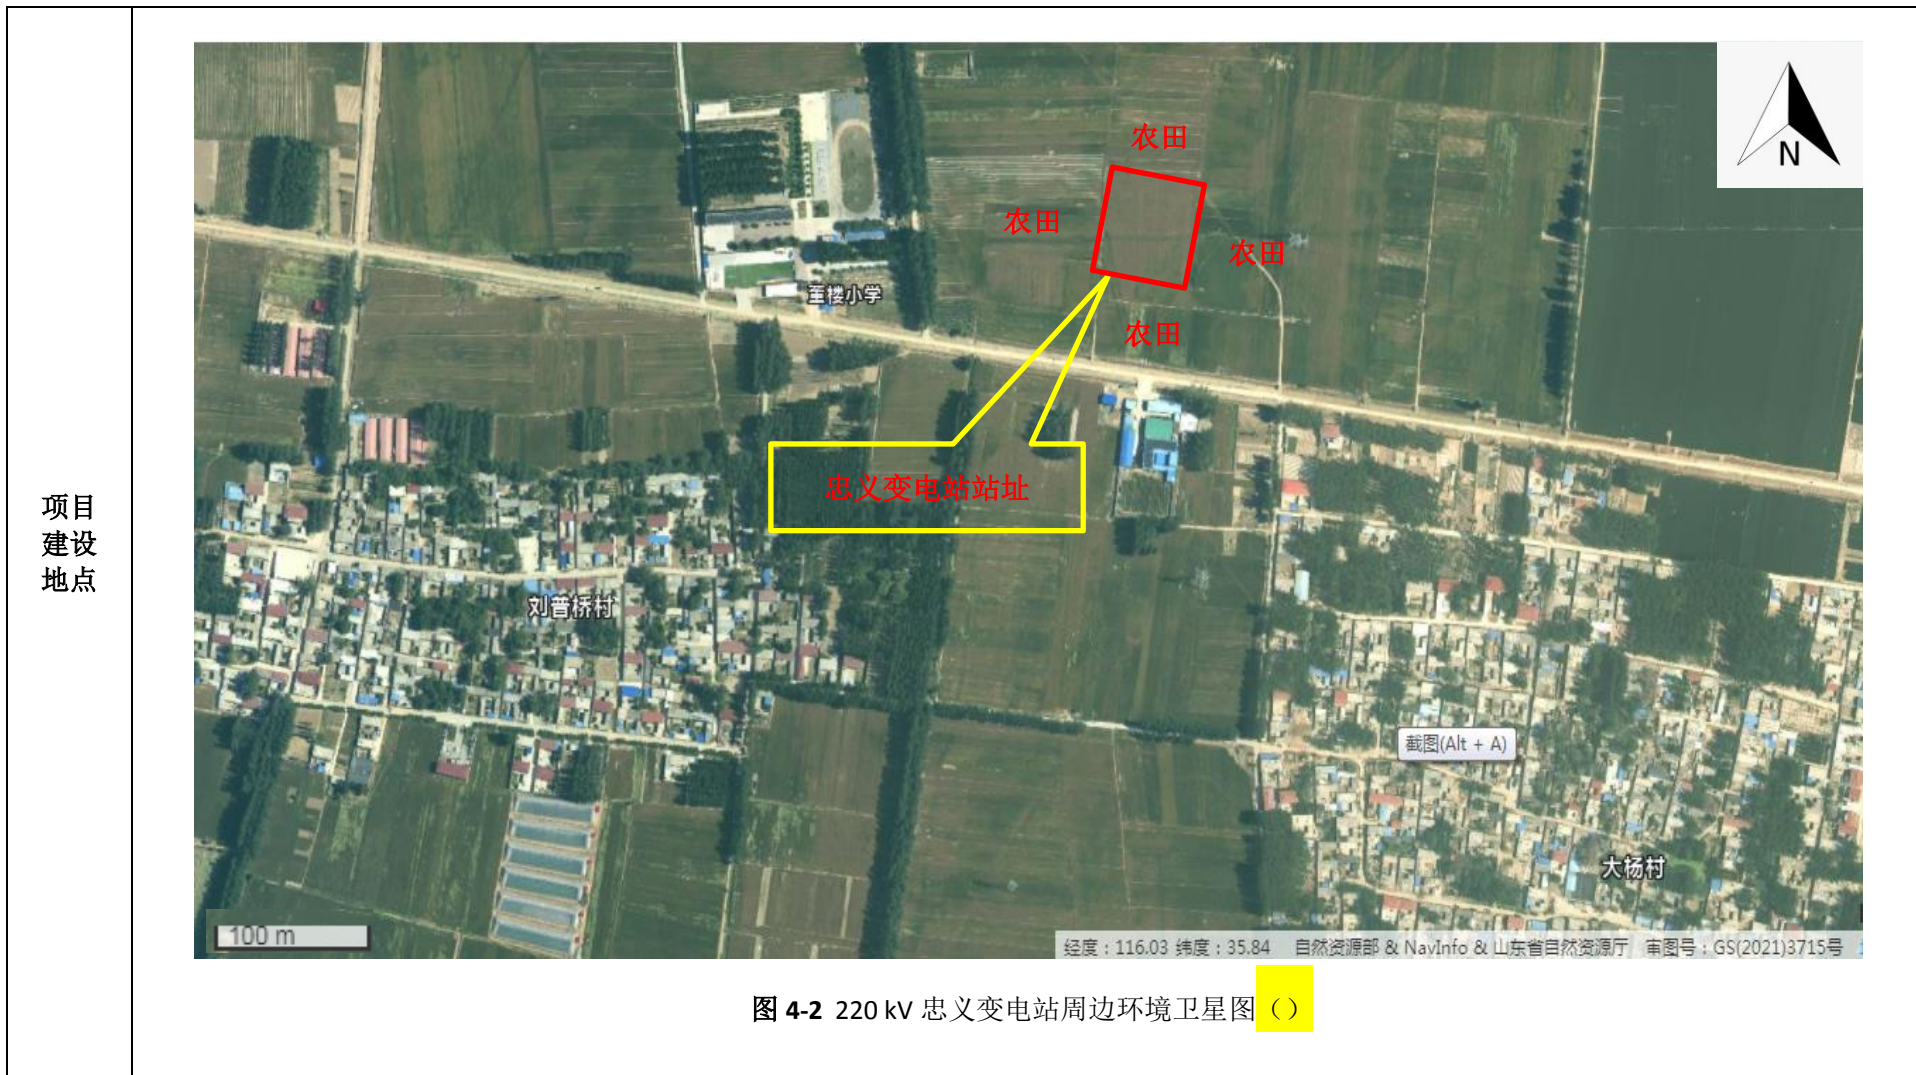 项目
建设
地点
N
农田
农田
农田
董楼小学
农田
忠义变电站站址
刘普桥村
截图(Alt + A)
大杨村
100 m
经度：116.03 纬度：35.84 自然资源部 & NavInfo & 山东省自然资源厅 审图号：GS(2021)3715号
图 4-2 220 kV 忠义变电站周边环境卫星图（）